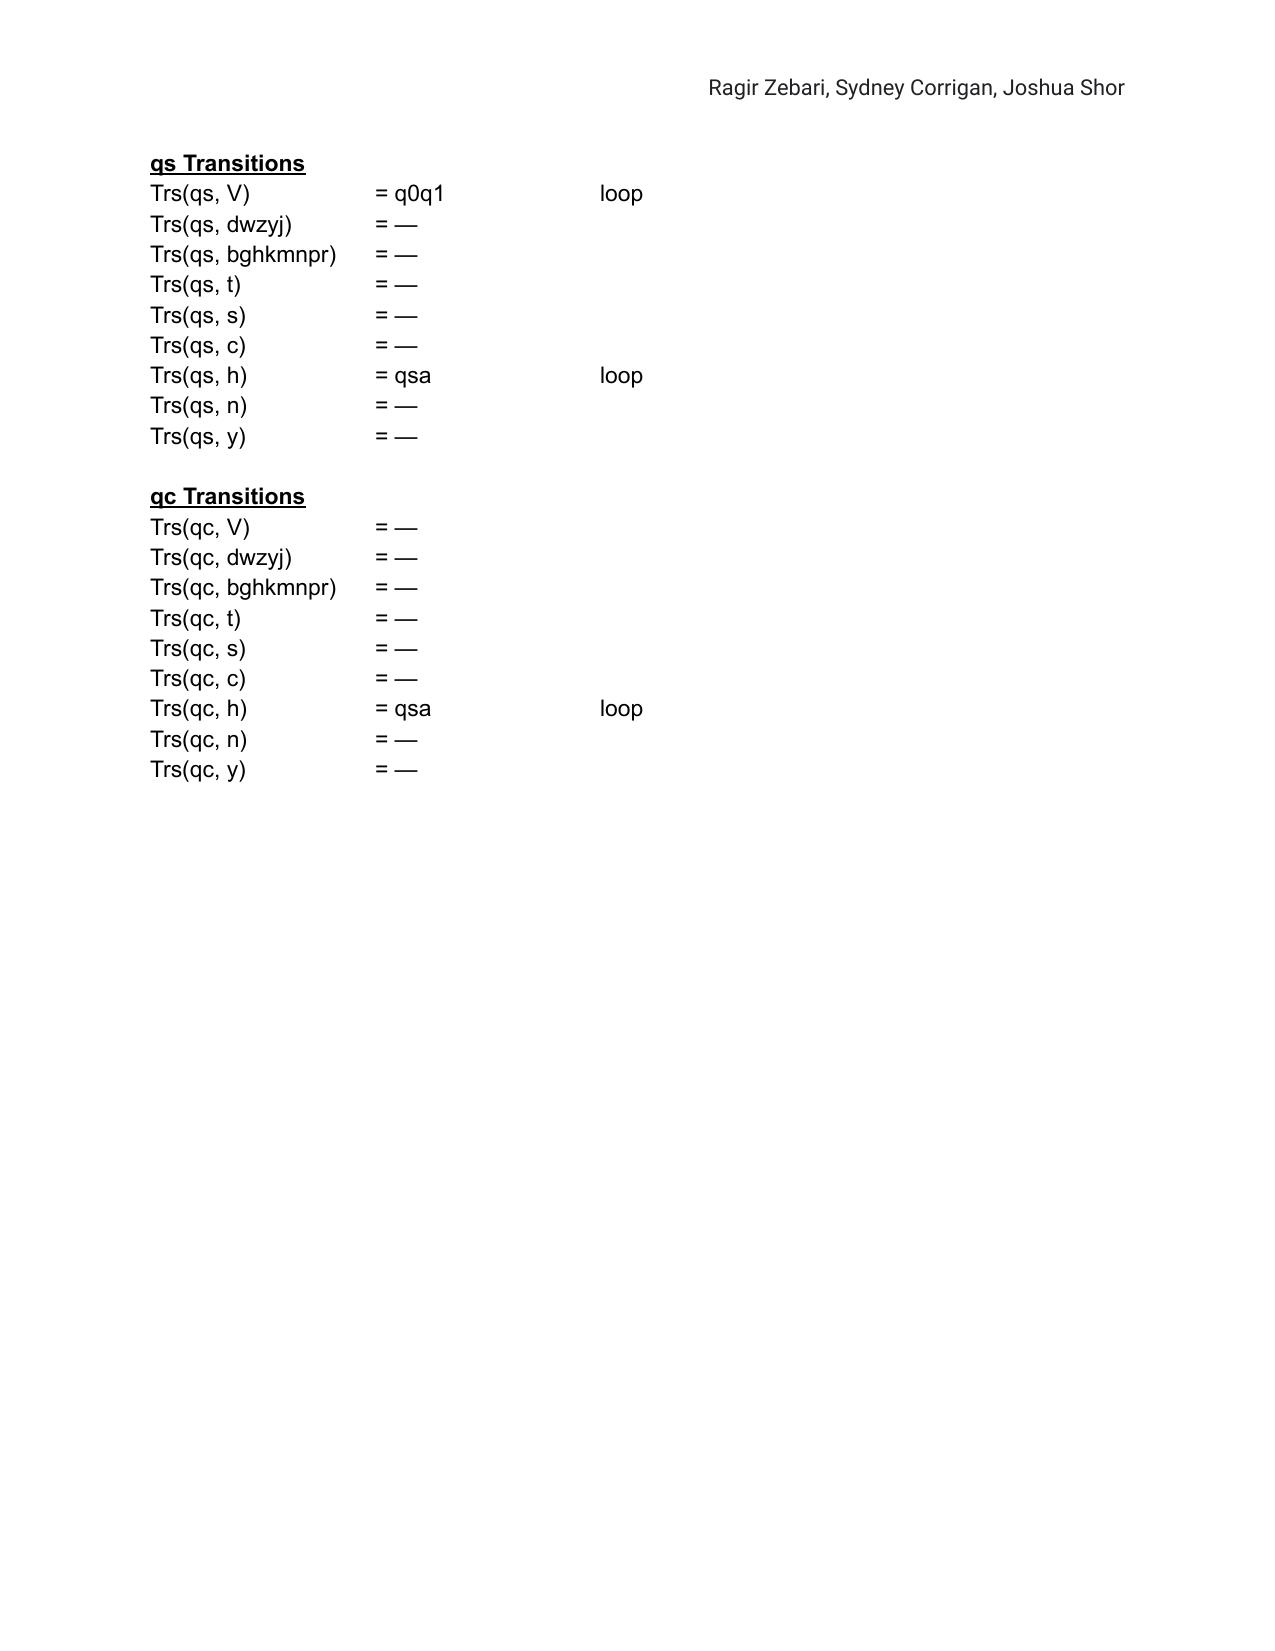 Ragir Zebari, Sydney Corrigan, Joshua Shor
qs Transitions
Trs(qs, V) = q0q1 loop
Trs(qs, dwzyj) = —
Trs(qs, bghkmnpr) = —
Trs(qs, t) = —
Trs(qs, s) = —
Trs(qs, c) = —
Trs(qs, h) = qsa loop
Trs(qs, n) = —
Trs(qs, y) = —
qc Transitions
Trs(qc, V) = —
Trs(qc, dwzyj) = —
Trs(qc, bghkmnpr) = —
Trs(qc, t) = —
Trs(qc, s) = —
Trs(qc, c) = —
Trs(qc, h) = qsa loop
Trs(qc, n) = —
Trs(qc, y) = —